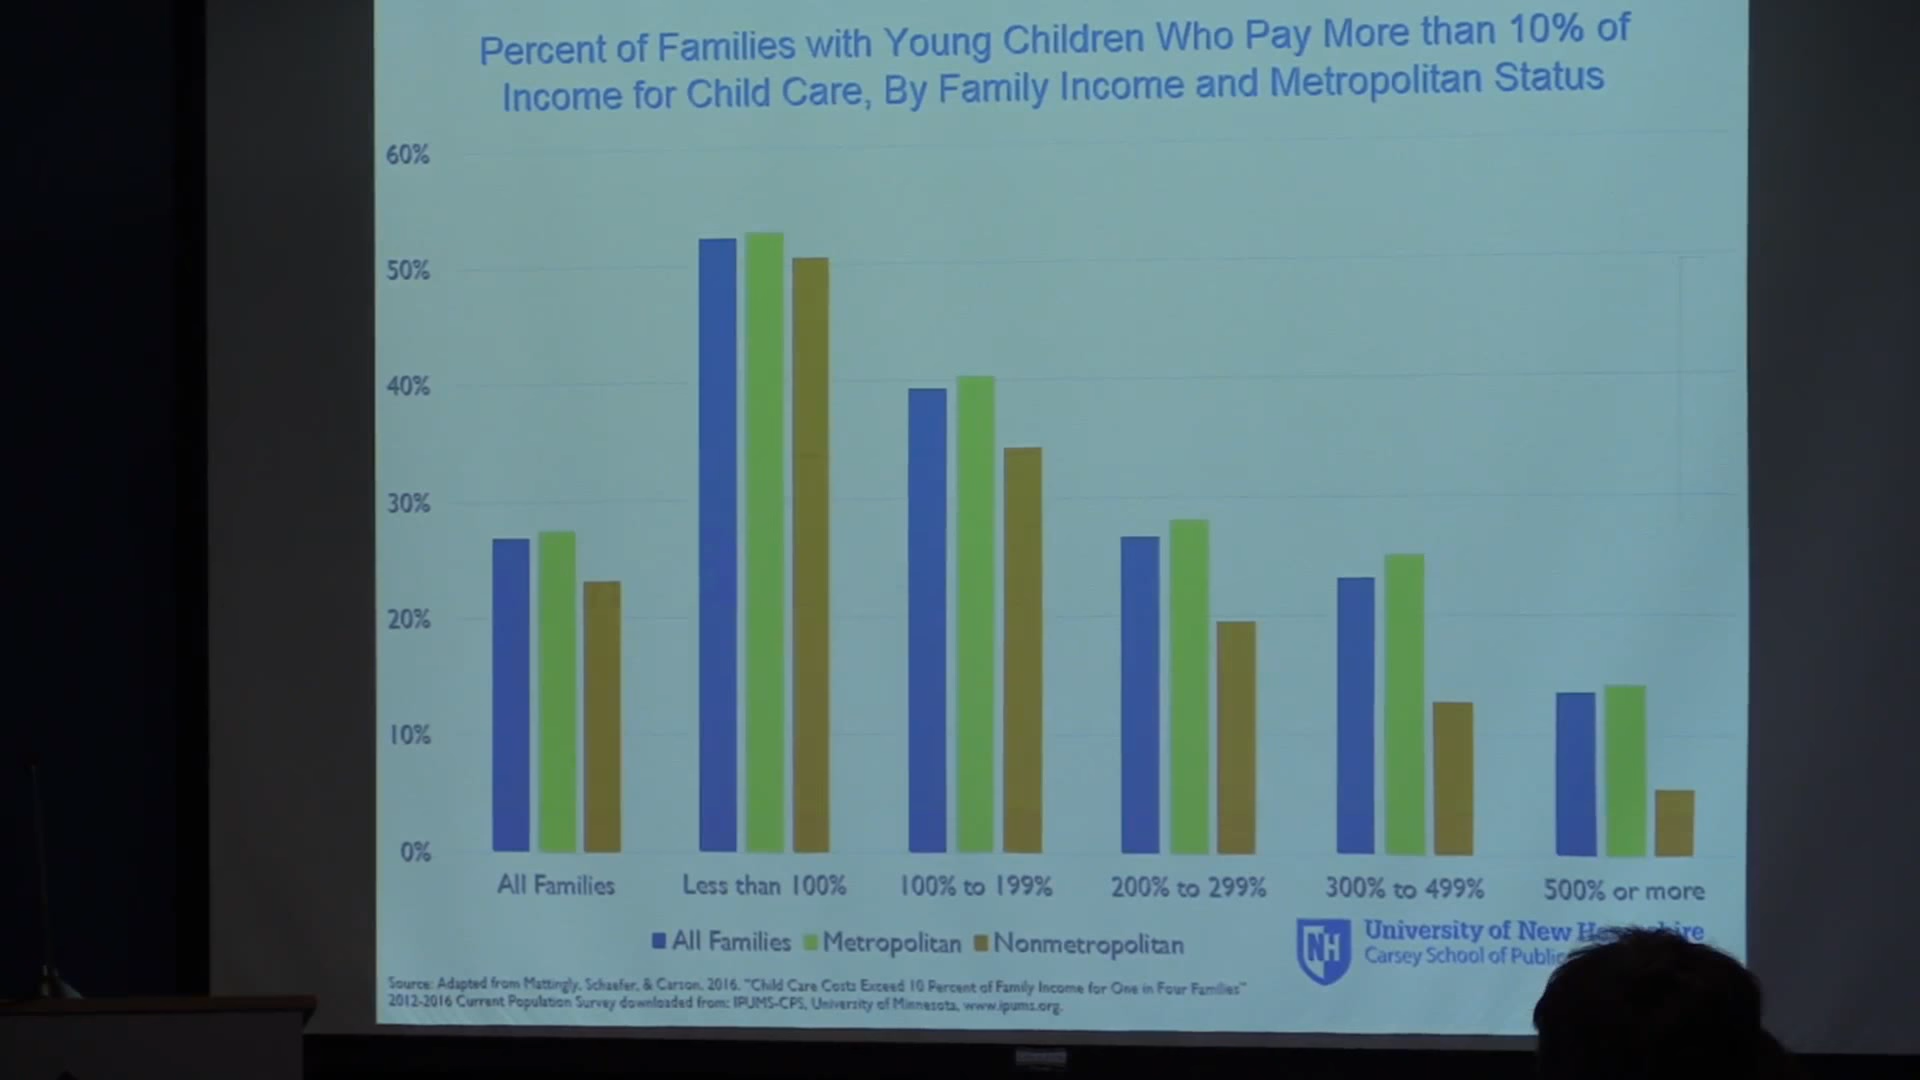 Percent of Families with Young Children Who Pay More than 10% of
Income for Child Care, By Family Income and Metropolitan Status
60%
50%
40%
30%
20%
10%
0%
All Families
Less than 100%
100% to 199%
200% to 299%
300% to 499%
500% or more
All Families
Metropolitan
Nonmetropolitan
NH
University of New
Carsey School of
Source: Adapted from Mattingly, Schaefer, & Carson, 2016. "Child Care Costs Exceed 10 Percent of Family Income for One in Four Families"
2012-2016 Current Population Survey downloaded from: IPUMS-CPS, University of Minnesota, www.ipums.org.